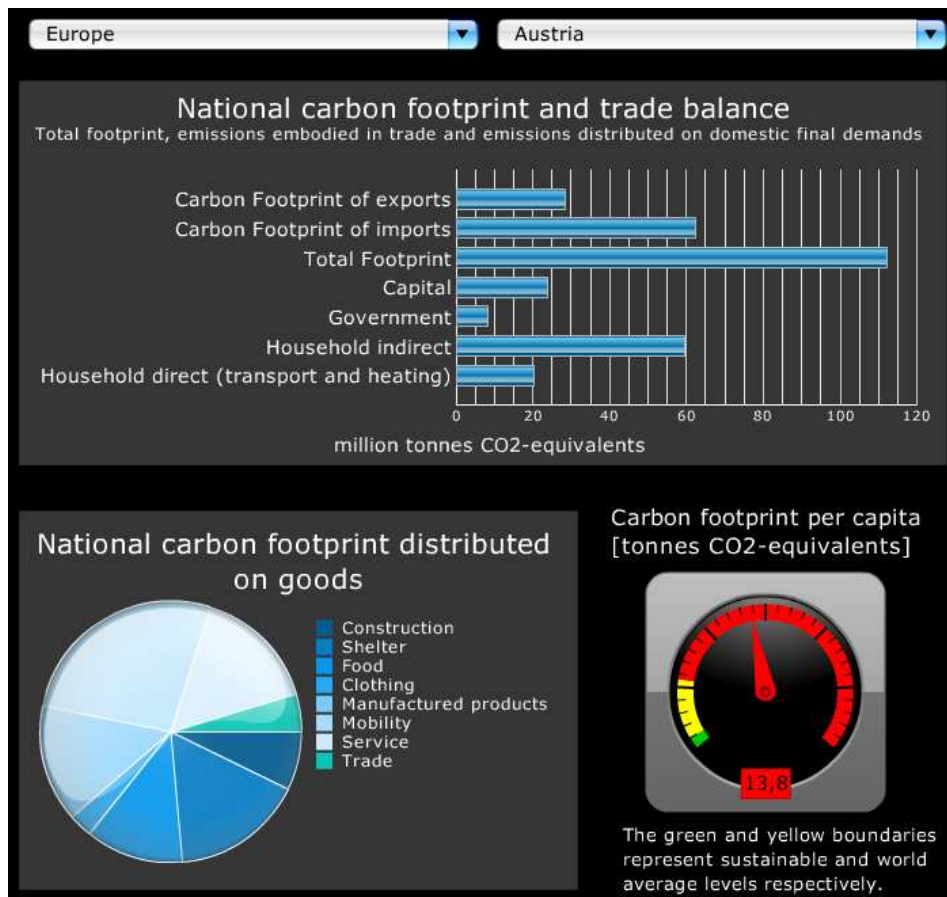 Europe
Austria
National carbon footprint and trade balance
Total footprint, emissions embodied in trade and emissions distributed on domestic final demands
Carbon Footprint of exports
Carbon Footprint of imports
Total Footprint
Capital
Government
Household indirect
Household direct (transport and heating)
0 20 40 60 80 100 120
million tonnes CO2-equivalents
National carbon footprint distributed
on goods
Construction
Shelter
Food
Clothing
Manufactured products
Mobility
Service
Trade
Carbon footprint per capita
[tonnes CO2-equivalents]
13,8
The green and yellow boundaries
represent sustainable and world
average levels respectively.